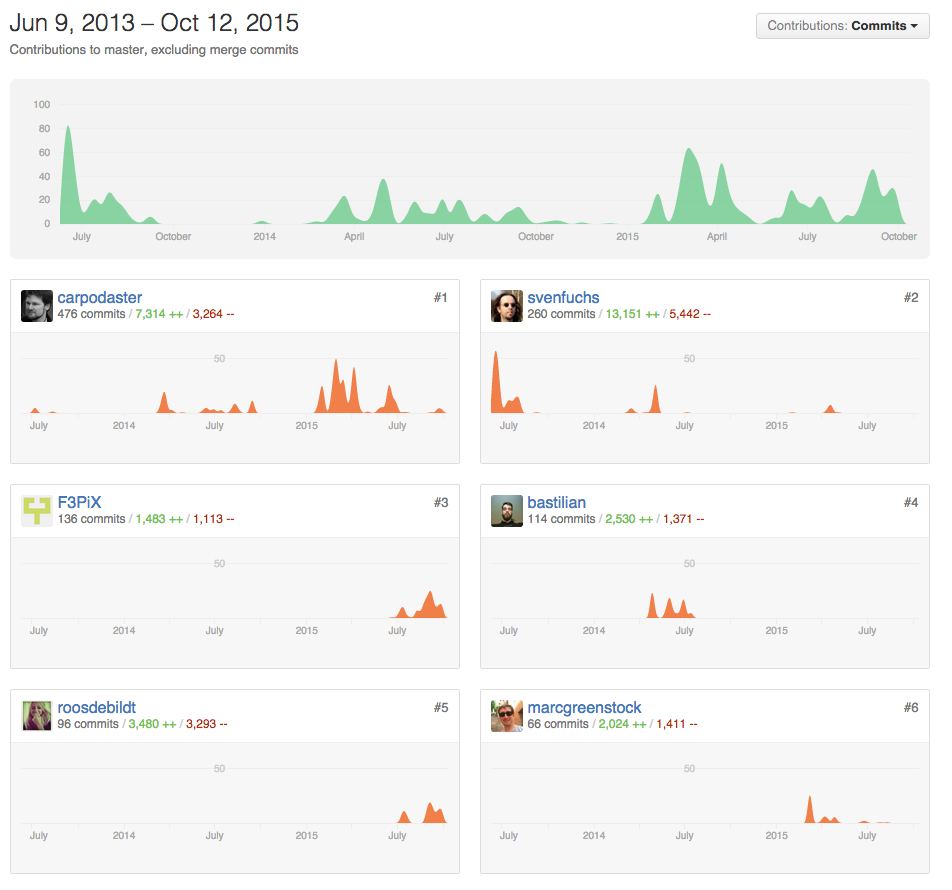 Jun 9, 2013 – Oct 12, 2015
Contributions: Commits
Contributions to master, excluding merge commits
100
80
60
40
20
0
July October 2014 April July October 2015 April July October
carpodaster #1
476 commits / 7,314 ++ / 3,264 --
50
July 2014 July 2015 July
svenfuchs #2
260 commits / 13,151 ++ / 5,442 --
50
July 2014 July 2015 July
F3PiX #3
136 commits / 1,483 ++ / 1,113 --
50
July 2014 July 2015 July
bastilian #4
114 commits / 2,530 ++ / 1,371 --
50
July 2014 July 2015 July
roosdebildt #5
96 commits / 3,480 ++ / 3,293 --
50
July 2014 July 2015 July
marcgreenstock #6
66 commits / 2,024 ++ / 1,411 --
50
July 2014 July 2015 July